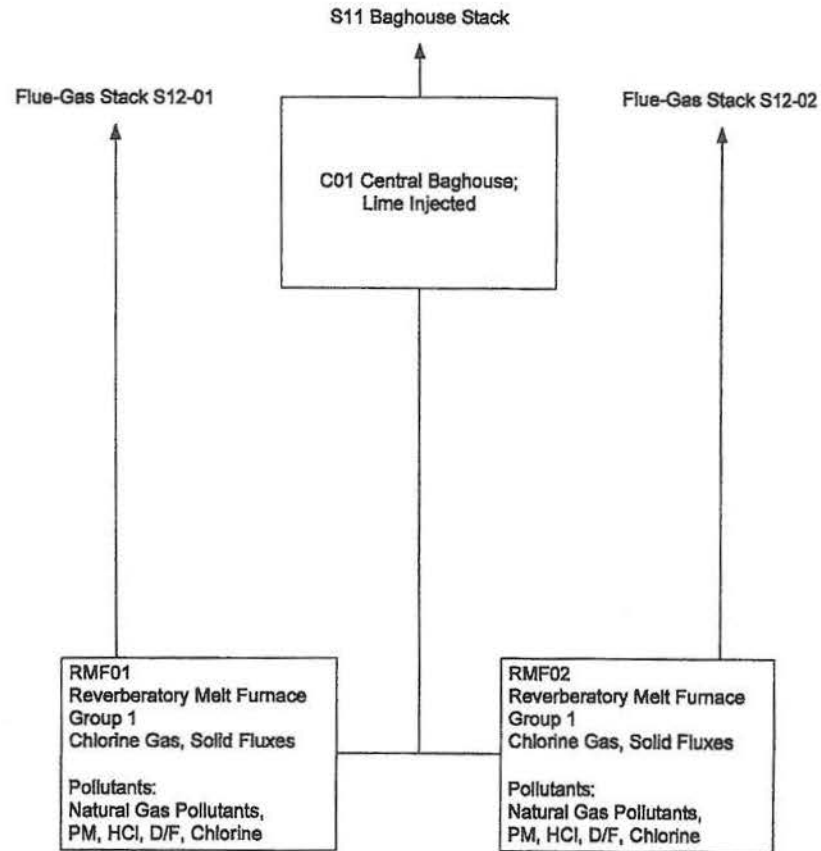 S11 Baghouse Stack
Flue-Gas Stack S12-01
Flue-Gas Stack S12-02
C01 Central Baghouse;
Lime Injected
RMF01
Reverberatory Melt Furnace
Group 1
Chlorine Gas, Solid Fluxes
Pollutants:
Natural Gas Pollutants,
PM, HCl, D/F, Chlorine
RMF02
Reverberatory Melt Furnace
Group 1
Chlorine Gas, Solid Fluxes
Pollutants:
Natural Gas Pollutants,
PM, HCl, D/F, Chlorine